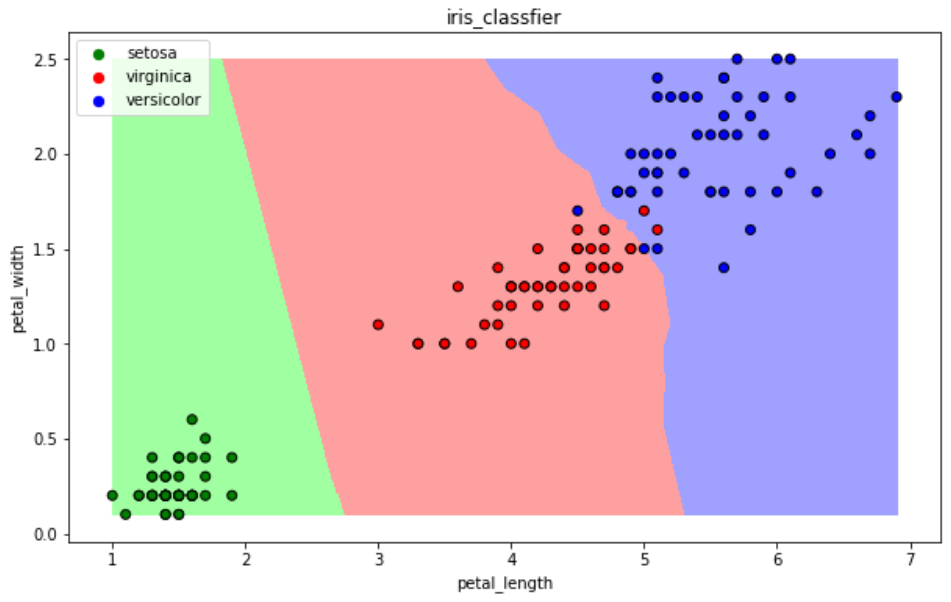 iris_classfier
setosa
virginica
versicolor
petal_width
2.5
2.0
1.5
1.0
0.5
0.0
1 2 3 4 5 6 7
petal_length